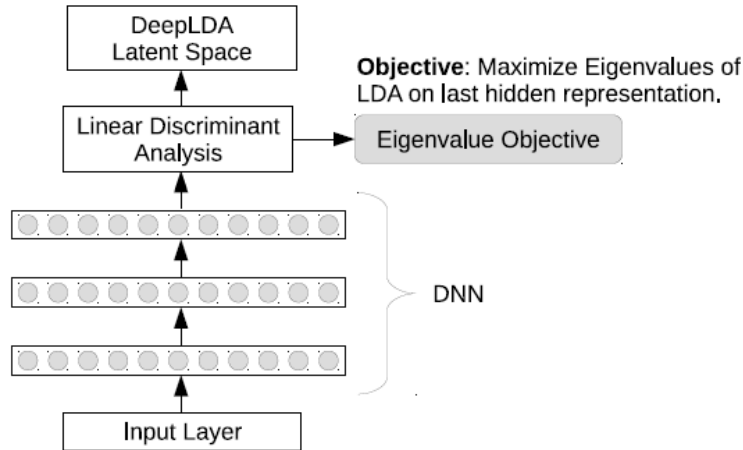 DeepLDA
Latent Space
Objective: Maximize Eigenvalues of
LDA on last hidden representation.
Linear Discriminant
Analysis
Eigenvalue Objective
DNN
Input Layer